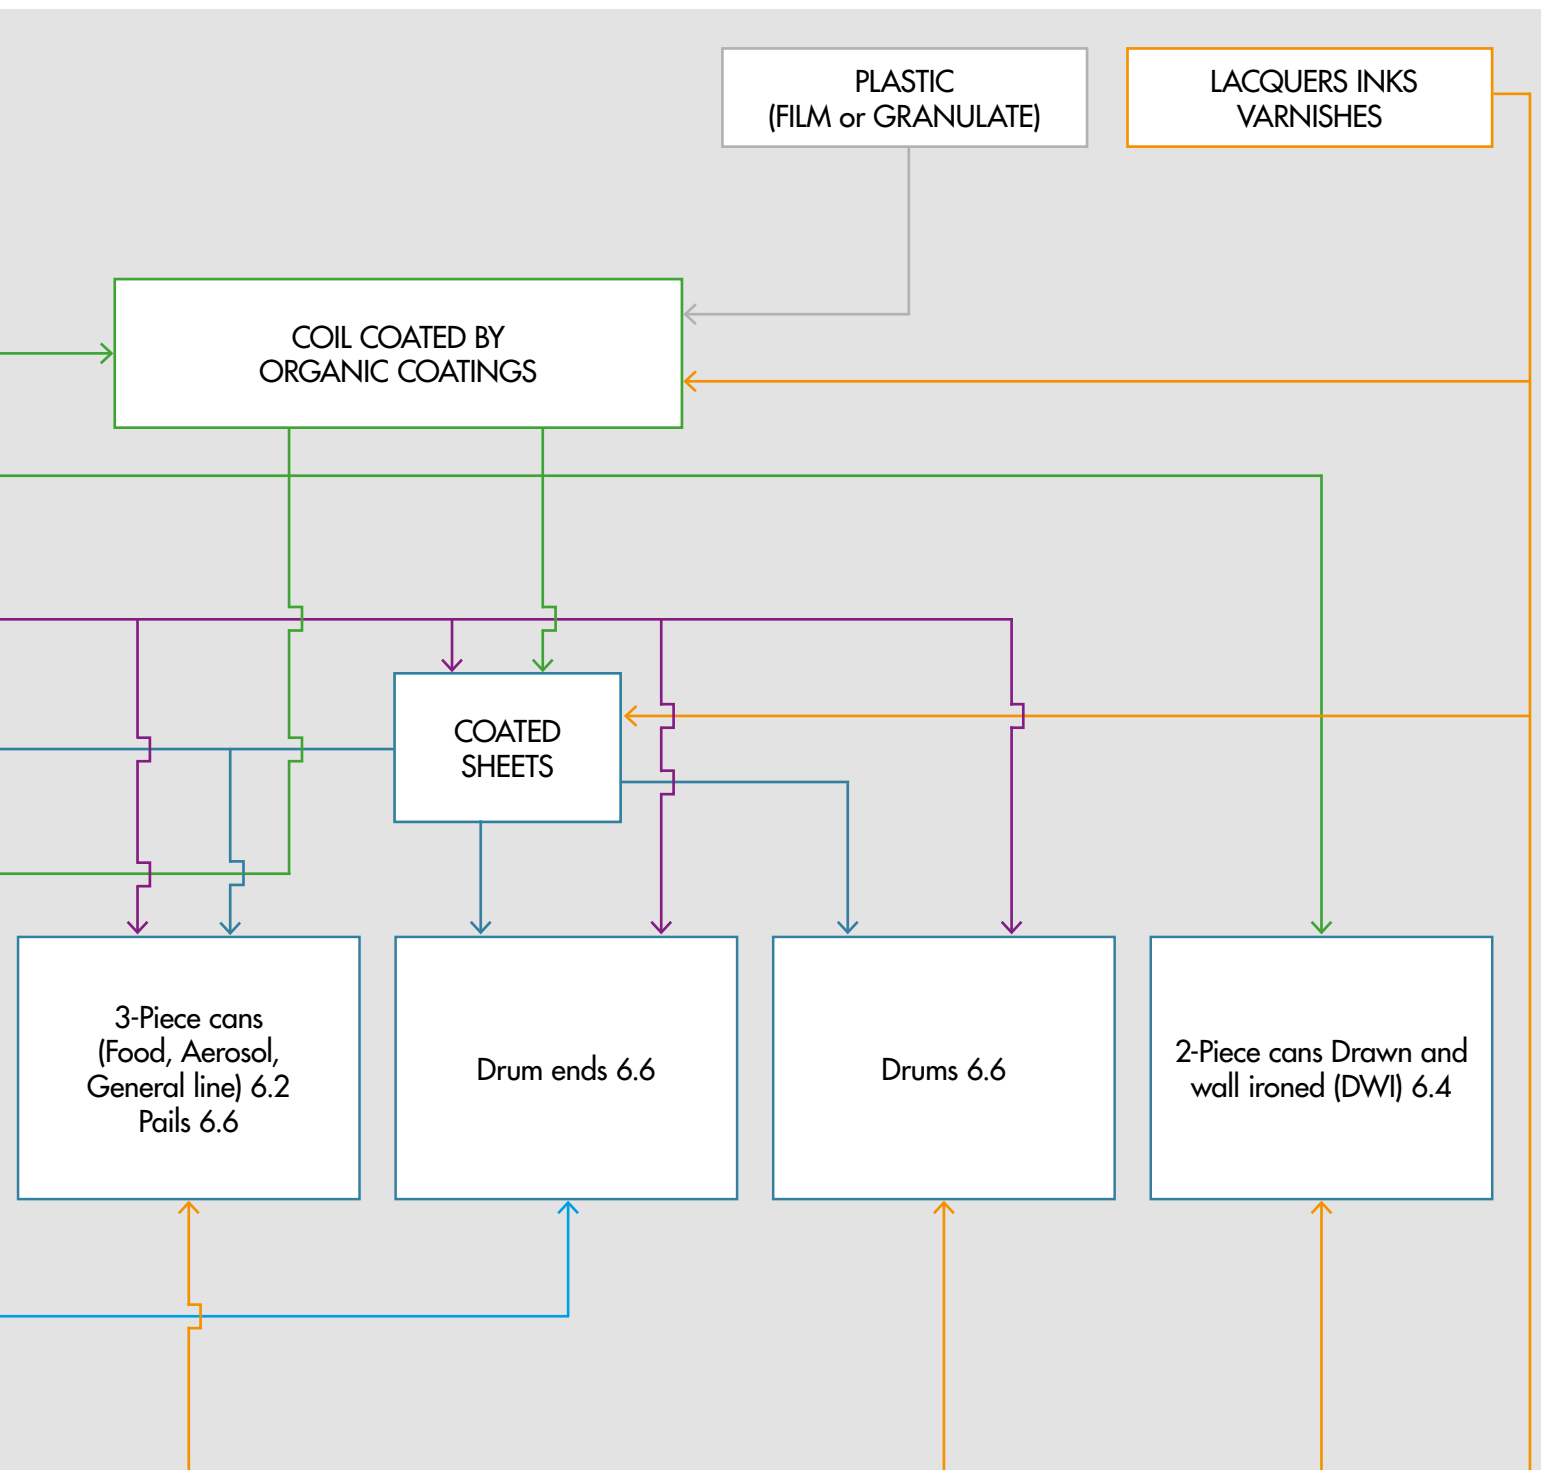 PLASTIC
(FILM or GRANULATE)
LACQUERS INKS
VARNISHES
COIL COATED BY
ORGANIC COATINGS
COATED
SHEETS
3-Piece cans
(Food, Aerosol,
General line) 6.2
Pails 6.6
Drum ends 6.6
Drums 6.6
2-Piece cans Drawn and
wall ironed (DWI) 6.4